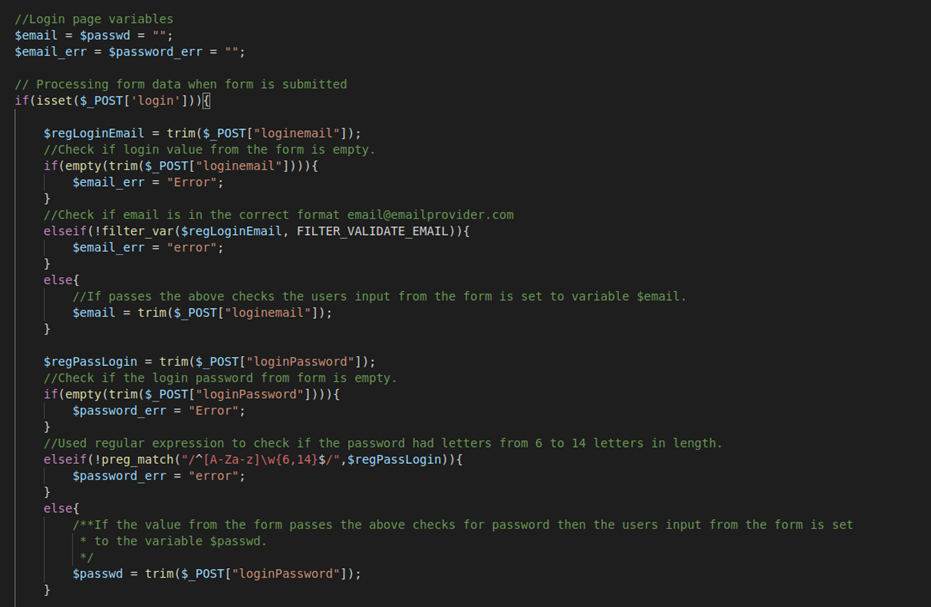 //Login page variables
$email = $passwd = "";
$email_err = $password_err = "";
// Processing form data when form is submitted
if(isset($_POST['login'])){
$regLoginEmail = trim($_POST["loginemail"]);
//Check if login value from the form is empty.
if(empty(trim($_POST["loginemail"]))){
$email_err = "Error";
}
//Check if email is in the correct format email@emailprovider.com
elseif(!filter_var($regLoginEmail, FILTER_VALIDATE_EMAIL)){
$email_err = "error";
}
else{
//If passes the above checks the users input from the form is set to variable $email.
$email = trim($_POST["loginemail"]);
}
$regPassLogin = trim($_POST["loginPassword"]);
//Check if the login password from form is empty.
if(empty(trim($_POST["loginPassword"]))){
$password_err = "Error";
}
//Used regular expression to check if the password had letters from 6 to 14 letters in length.
elseif(!preg_match("/^[A-Za-z]\w{6,14}$/",$regPassLogin)){
$password_err = "error";
}
else{
/**If the value from the form passes the above checks for password then the users input from the form is set
* to the variable $passwd.
*/
$passwd = trim($_POST["loginPassword"]);
}